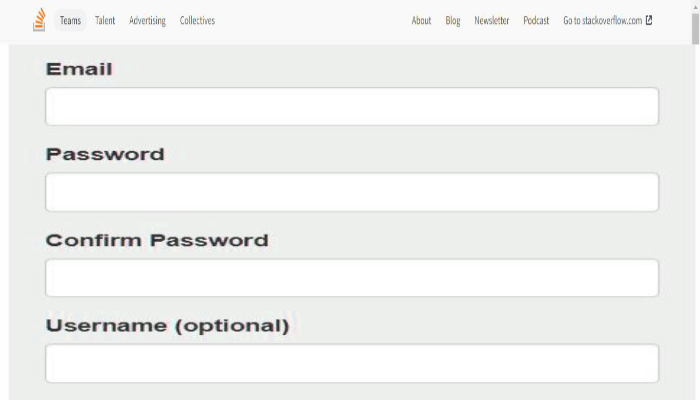 Teams Talent Advertising Collectives About Blog Newsletter Podcast Go to stackoverflow.com
Email
Password
Confirm Password
Username (optional)